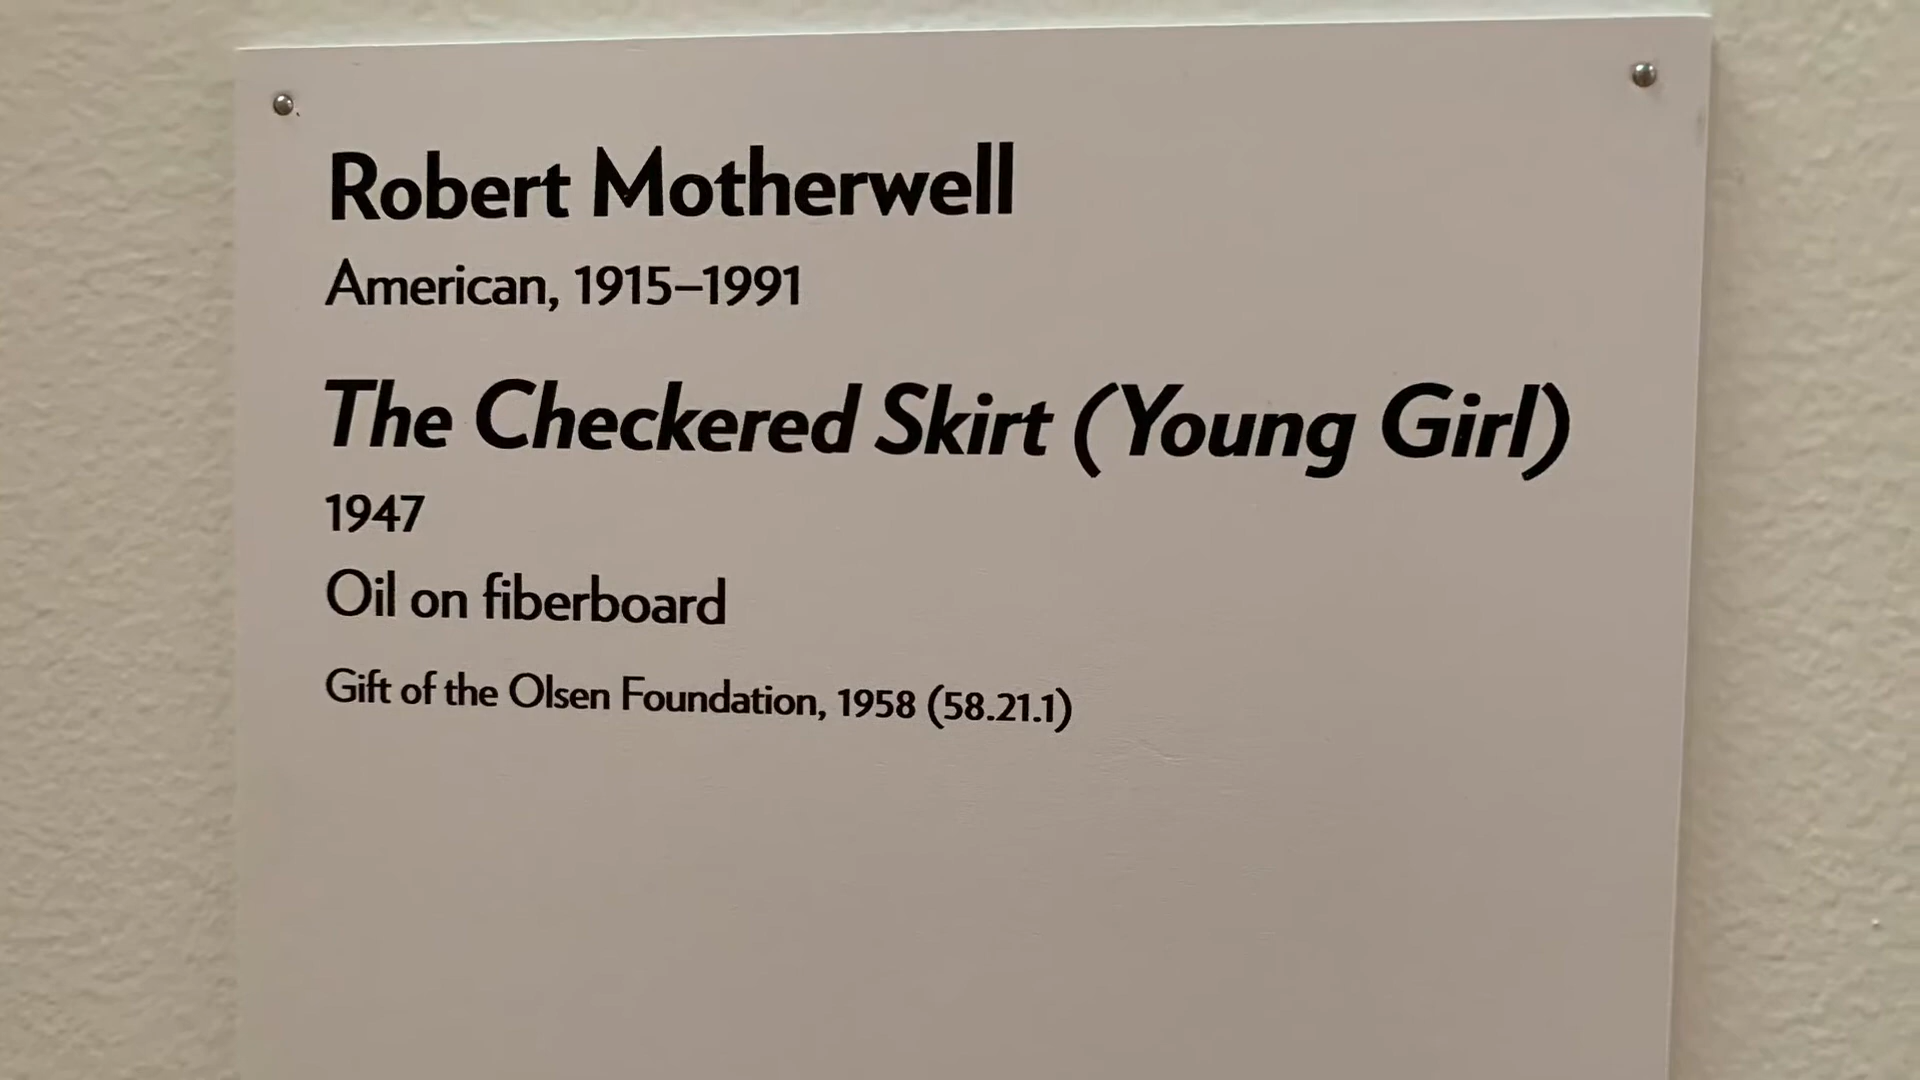 Robert Motherwell
American, 1915–1991
The Checkered Skirt (Young Girl)
1947
Oil on fiberboard
Gift of the Olsen Foundation, 1958 (58.21.1)